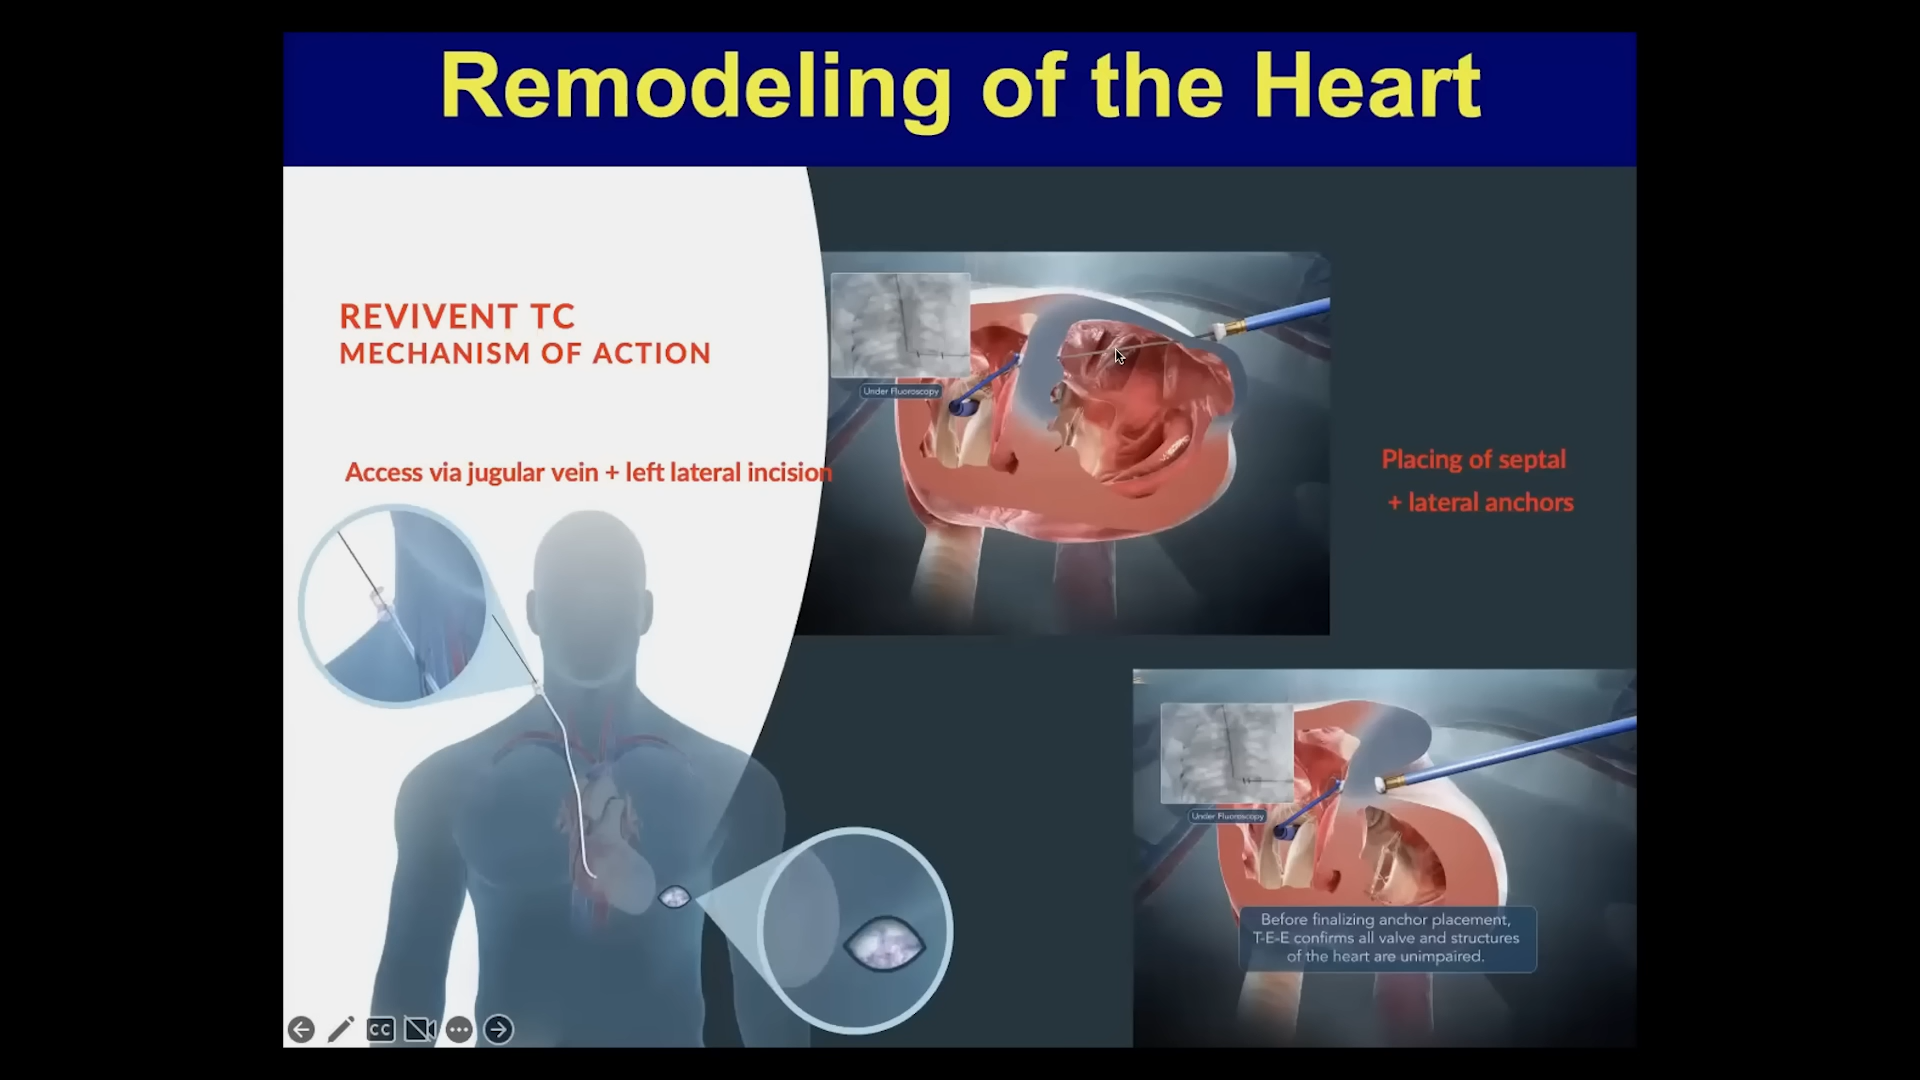 Remodeling of the Heart
REVIVENT TC
MECHANISM OF ACTION
Access via jugular vein + left lateral incision
Under Fluoroscopy
Placing of septal
+ lateral anchors
Under Fluoroscopy
Before finalizing anchor placement,
T-E-E confirms all valve and structures
of the heart are unimpaired.
CC